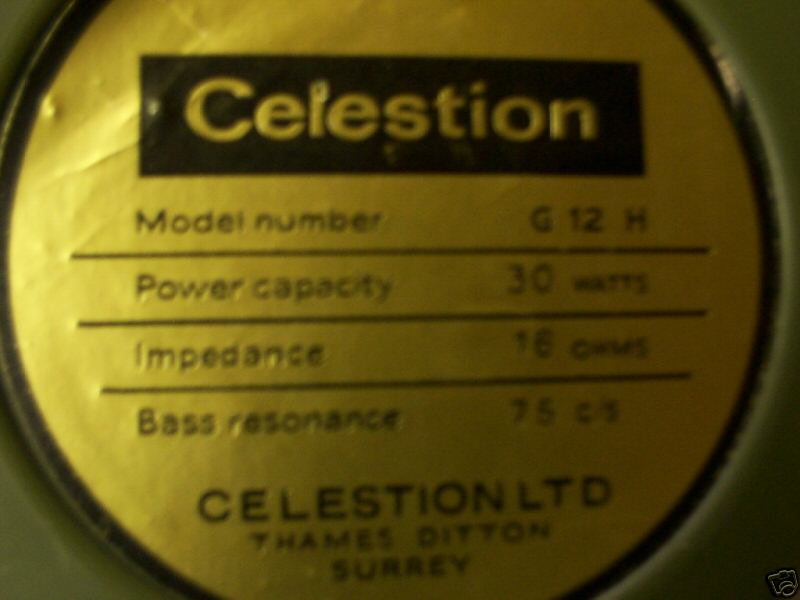 Celestion
Model number G 12 H
Power capacity 30 WATTS
Impedance 16 OHMS
Bass resonance 75 c/s
CELESTION LTD
THAMES DITTON
SURREY